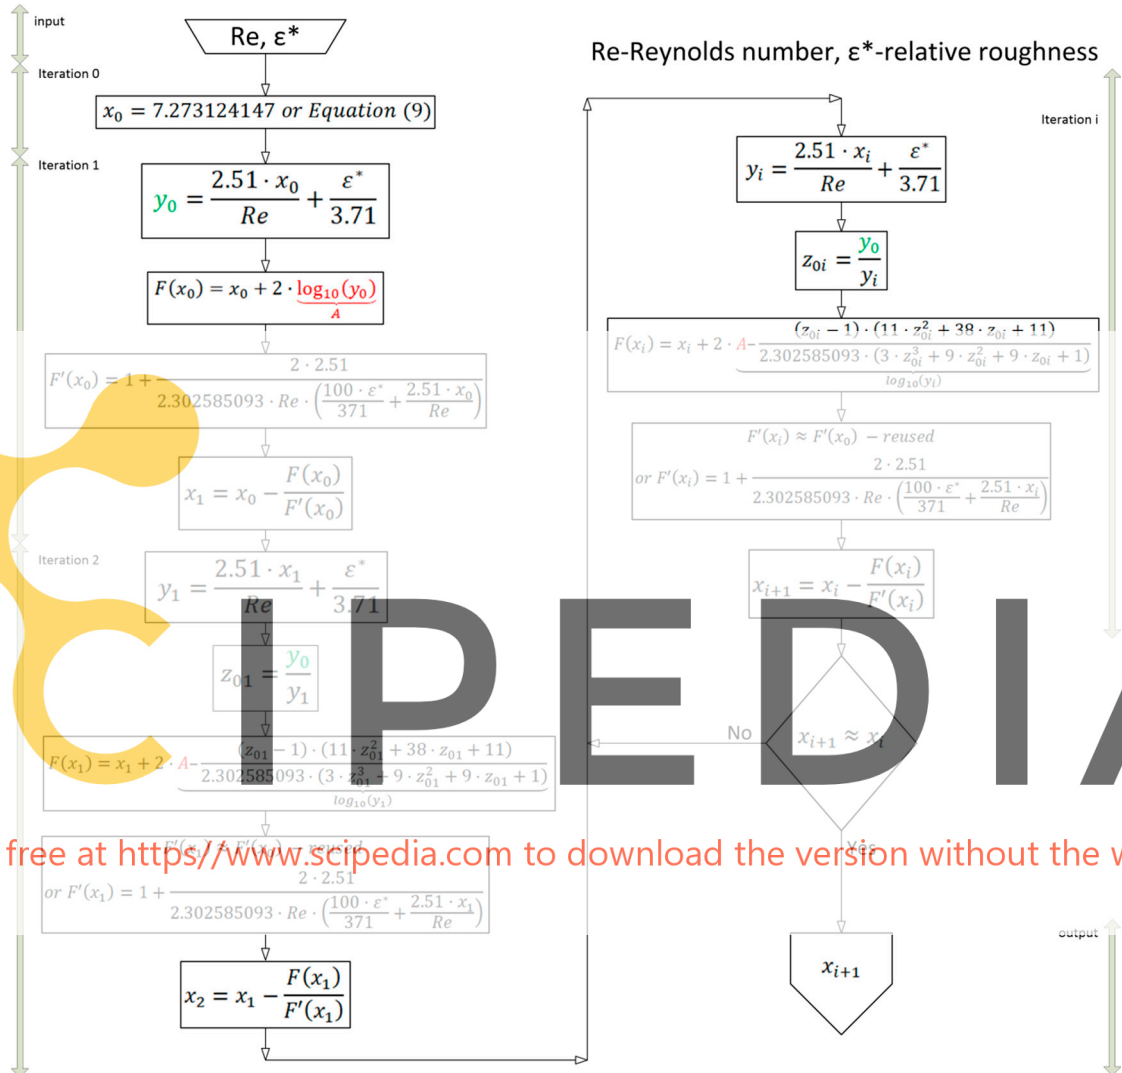 input
Re, ε*
Iteration 0
x₀ = 7.273124147 or Equation (9)
Iteration 1
y₀ = (2.51 · x₀)/Re + ε*/3.71
F(x₀) = x₀ + 2 · log₁₀(y₀)
A
F′(x₀) = 1 + (2 · 2.51)/(2.302585093 · Re · ((100 · ε*)/371 + (2.51 · x₀)/Re))
x₁ = x₀ − F(x₀)/F′(x₀)
Iteration 2
y₁ = (2.51 · x₁)/Re + ε*/3.71
z₀₁ = y₀/y₁
F(x₁) = x₁ + 2 · A − ((z₀₁ − 1) · (11 · z₀₁² + 38 · z₀₁ + 11))/(2.302585093 · (3 · z₀₁³ + 9 · z₀₁² + 9 · z₀₁ + 1))
log₁₀(y₁)
F′(x₁) ≈ F′(x₀) − reused
or F′(x₁) = 1 + (2 · 2.51)/(2.302585093 · Re · ((100 · ε*)/371 + (2.51 · x₁)/Re))
x₂ = x₁ − F(x₁)/F′(x₁)
Re-Reynolds number, ε*-relative roughness
Iteration i
yᵢ = (2.51 · xᵢ)/Re + ε*/3.71
z₀ᵢ = y₀/yᵢ
F(xᵢ) = xᵢ + 2 · A − ((z₀ᵢ − 1) · (11 · z₀ᵢ² + 38 · z₀ᵢ + 11))/(2.302585093 · (3 · z₀ᵢ³ + 9 · z₀ᵢ² + 9 · z₀ᵢ + 1))
log₁₀(yᵢ)
F′(xᵢ) ≈ F′(x₀) − reused
or F′(xᵢ) = 1 + (2 · 2.51)/(2.302585093 · Re · ((100 · ε*)/371 + (2.51 · xᵢ)/Re))
xᵢ₊₁ = xᵢ − F(xᵢ)/F′(xᵢ)
No
xᵢ₊₁ ≈ xᵢ
Yes
output
xᵢ₊₁
CIPEDIA
free at https//www.scipedia.com to download the version without the w